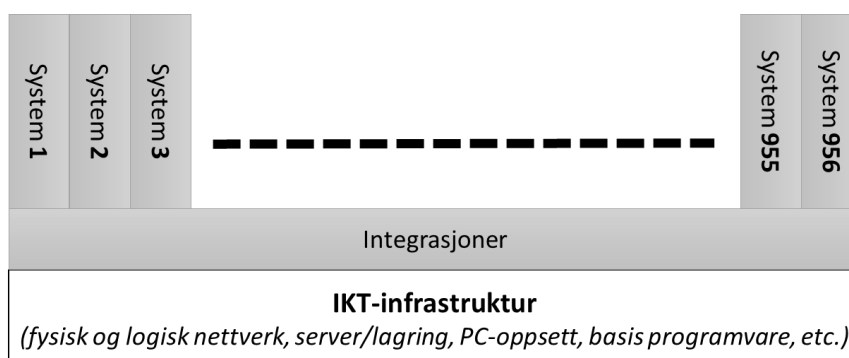 System 1
System 2
System 3
System 955
System 956
Integrasjoner
IKT-infrastruktur
(fysisk og logisk nettverk, server/lagring, PC-oppsett, basis programvare, etc.)